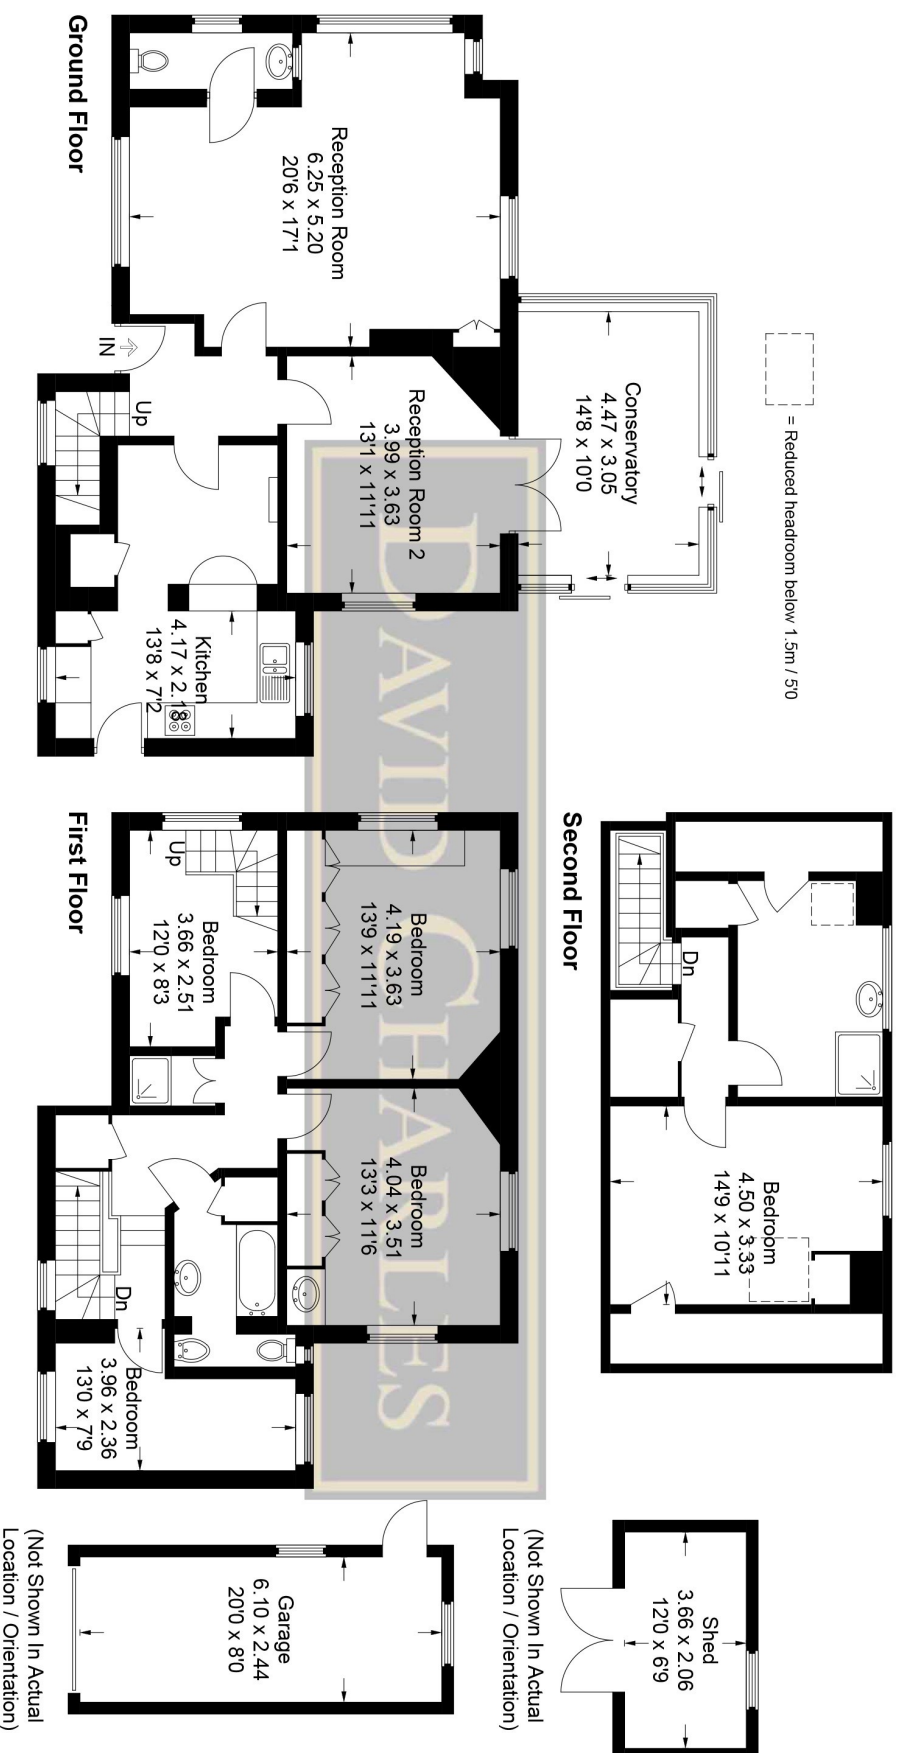 = Reduced headroom below 1.5m / 5'0
Conservatory
4.47 x 3.05
14'8 x 10'0
Reception Room
6.25 x 5.20
20'6 x 17'1
Reception Room 2
3.99 x 3.63
13'1 x 11'11
IN
Up
Kitchen
4.17 x 2.18
13'8 x 7'2
Ground Floor
Dn
Bedroom
4.50 x 3.33
14'9 x 10'11
Second Floor
Bedroom
4.19 x 3.63
13'9 x 11'11
Bedroom
4.04 x 3.51
13'3 x 11'6
Up
Bedroom
3.66 x 2.51
12'0 x 8'3
Dn
Bedroom
3.96 x 2.36
13'0 x 7'9
First Floor
Shed
3.66 x 2.06
12'0 x 6'9
(Not Shown In Actual
Location / Orientation)
Garage
6.10 x 2.44
20'0 x 8'0
(Not Shown In Actual
Location / Orientation)
DAVID CHARLES